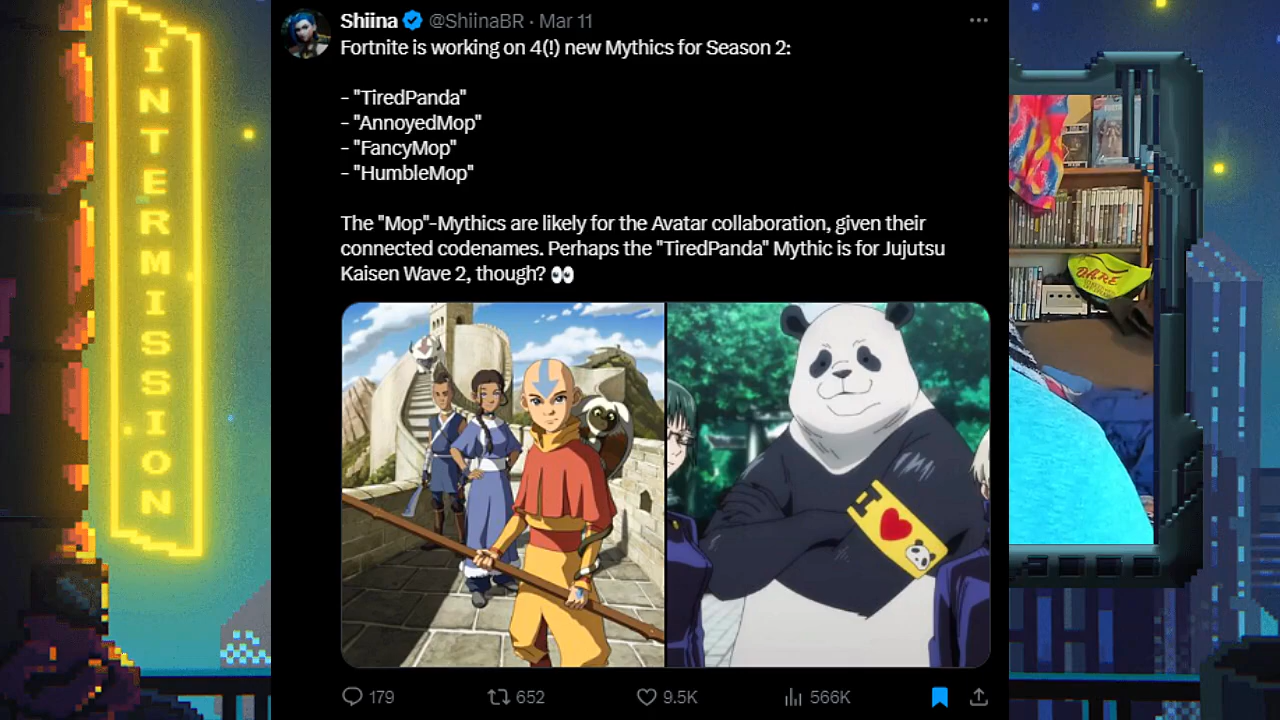 INTERMISSION
Shiina @ShiinaBR · Mar 11
Fortnite is working on 4(!) new Mythics for Season 2:
- "TiredPanda"
- "AnnoyedMop"
- "FancyMop"
- "HumbleMop"
The "Mop"-Mythics are likely for the Avatar collaboration, given their
connected codenames. Perhaps the "TiredPanda" Mythic is for Jujutsu
Kaisen Wave 2, though? 👀
I
DARE
179 652 9.5K 566K